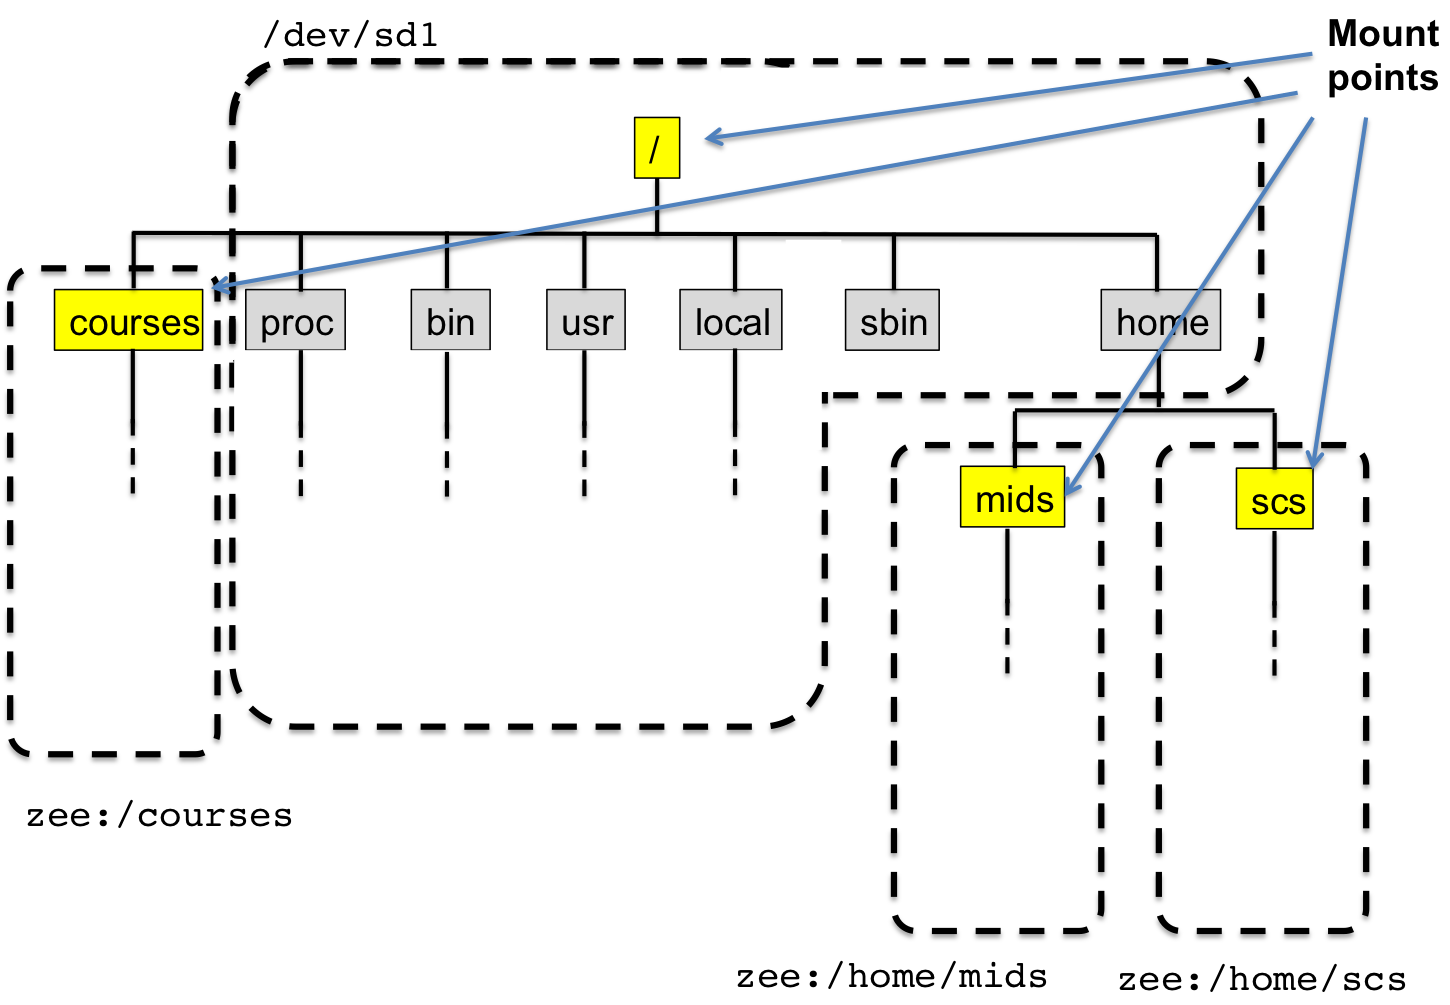 /dev/sd1
Mount
points
/
courses
proc
bin
usr
local
sbin
home
mids
scs
zee:/courses
zee:/home/mids
zee:/home/scs